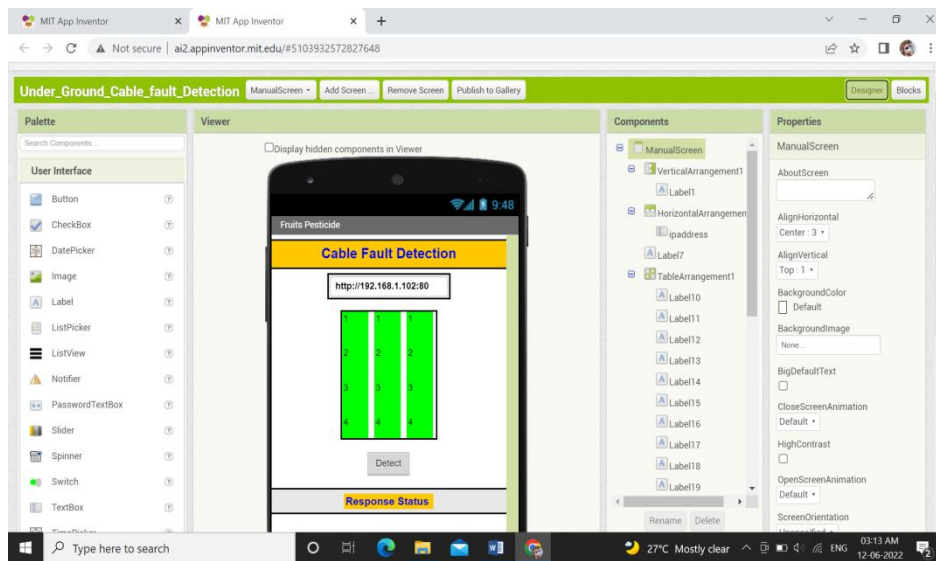 MIT App Inventor
MIT App Inventor
Not secure | ai2.appinventor.mit.edu/#5103932572827648
Under_Ground_Cable_fault_Detection
ManualScreen
Add Screen ...
Remove Screen
Publish to Gallery
Designer
Blocks
Palette
Search Components...
User Interface
Button
CheckBox
DatePicker
Image
Label
ListPicker
ListView
Notifier
PasswordTextBox
Slider
Spinner
Switch
TextBox
TimePicker
Viewer
Display hidden components in Viewer
9:48
Fruits Pesticide
Cable Fault Detection
http://192.168.1.102:80
1 1 1
2 2 2
3 3 3
4 4 4
Detect
Response Status
Components
ManualScreen
VerticalArrangement1
Label1
HorizontalArrangemen
ipaddress
Label7
TableArrangement1
Label10
Label11
Label12
Label13
Label14
Label15
Label16
Label17
Label18
Label19
Rename Delete
Properties
ManualScreen
AboutScreen
AlignHorizontal
Center : 3
AlignVertical
Top : 1
BackgroundColor
Default
BackgroundImage
None...
BigDefaultText
CloseScreenAnimation
Default
HighContrast
OpenScreenAnimation
Default
ScreenOrientation
Unspecified
Type here to search
27°C Mostly clear
ENG
03:13 AM
12-06-2022
2